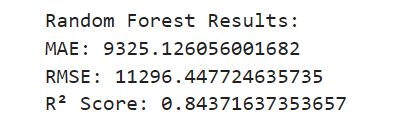 Random Forest Results:
MAE: 9325.126056001682
RMSE: 11296.447724635735
R² Score: 0.84371637353657